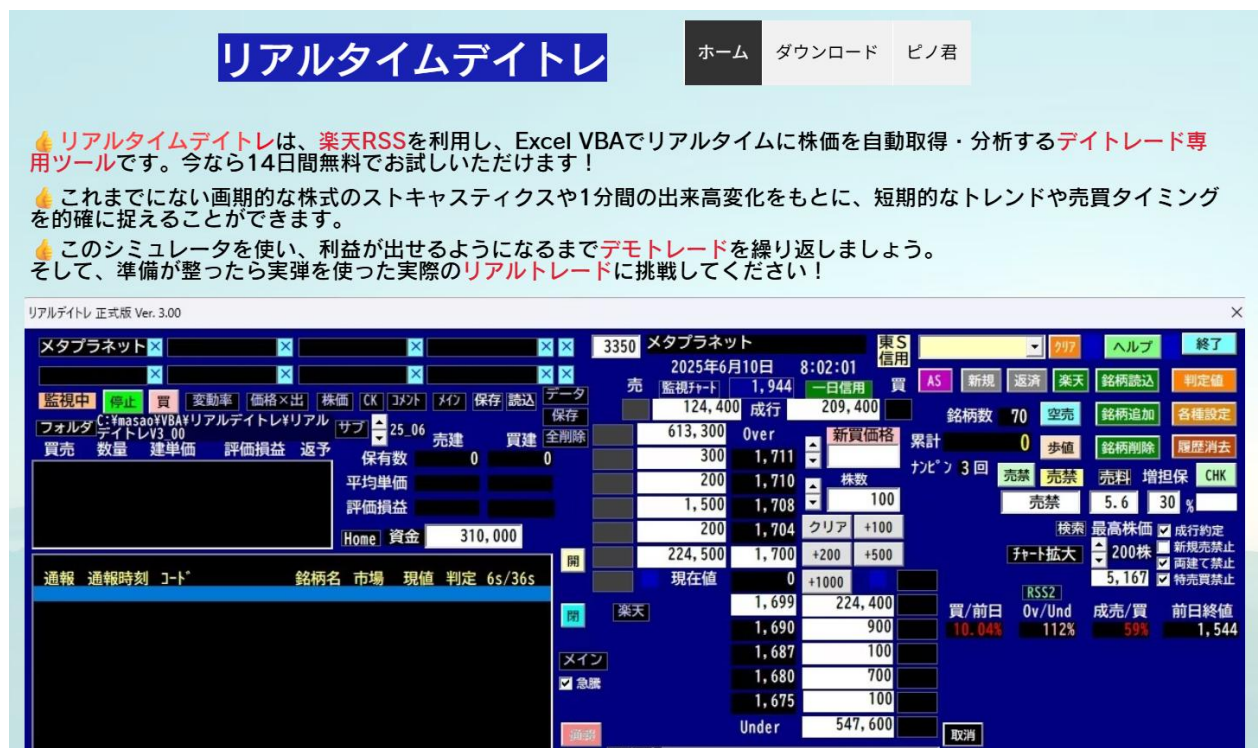 リアルタイムデイトレ
ホーム ダウンロード ピノ君
👍 リアルタイムデイトレは、楽天RSSを利用し、Excel VBAでリアルタイムに株価を自動取得・分析するデイトレード専
用ツールです。今なら14日間無料でお試しいただけます！
👍 これまでにない画期的な株式のストキャスティクスや1分間の出来高変化をもとに、短期的なトレンドや売買タイミング
を的確に捉えることができます。
👍 このシミュレータを使い、利益が出せるようになるまでデモトレードを繰り返しましょう。
そして、準備が整ったら実弾を使った実際のリアルトレードに挑戦してください！
リアルデイトレ 正式版 Ver. 3.00
メタプラネット 3350 メタプラネット 東S 信用 クリア ヘルプ 終了
2025年6月10日 8:02:01
売 監視ﾁｬｰﾄ 1,944 一日信用 買 AS 新規 返済 楽天 銘柄読込 判定値
監視中 停止 買 変動率 価格×出 株価 CK ｺﾒﾝﾄ ﾒｲﾝ 保存 読込 データ 保存 全削除
124,400 成行 209,400 銘柄数 70 空売 銘柄追加 各種設定
フォルダ C:¥masao¥VBA¥リアルデイトレ¥リアル
デイトレV3_00 サブ 25_06
613,300 Over 新買価格 累計 0 歩値 銘柄削除 履歴消去
買売 数量 建単価 評価損益 返予 売建 買建
保有数 0 0
300 1,711
ﾅﾝﾋﾟﾝ 3回 売禁 売禁 売料 増担保 CHK
平均単価
200 1,710 株数
評価損益
1,500 1,708 100 売禁 5.6 30 %
Home 資金 310,000
200 1,704 クリア +100 検索 最高株価 成行約定
開 224,500 1,700 +200 +500 ﾁｬｰﾄ拡大 200株 新規売禁止
両建て禁止
通報 通報時刻 ｺｰﾄﾞ 銘柄名 市場 現値 判定 6s/36s
現在値 0 +1000 5,167 特売買禁止
RSS2
閉 楽天 1,699 224,400 買/前日 Ov/Und 成売/買 前日終値
1,690 900 10.04% 112% 59% 1,544
メイン 1,687 100
急騰 1,680 700
1,675 100
Under 547,600 取消